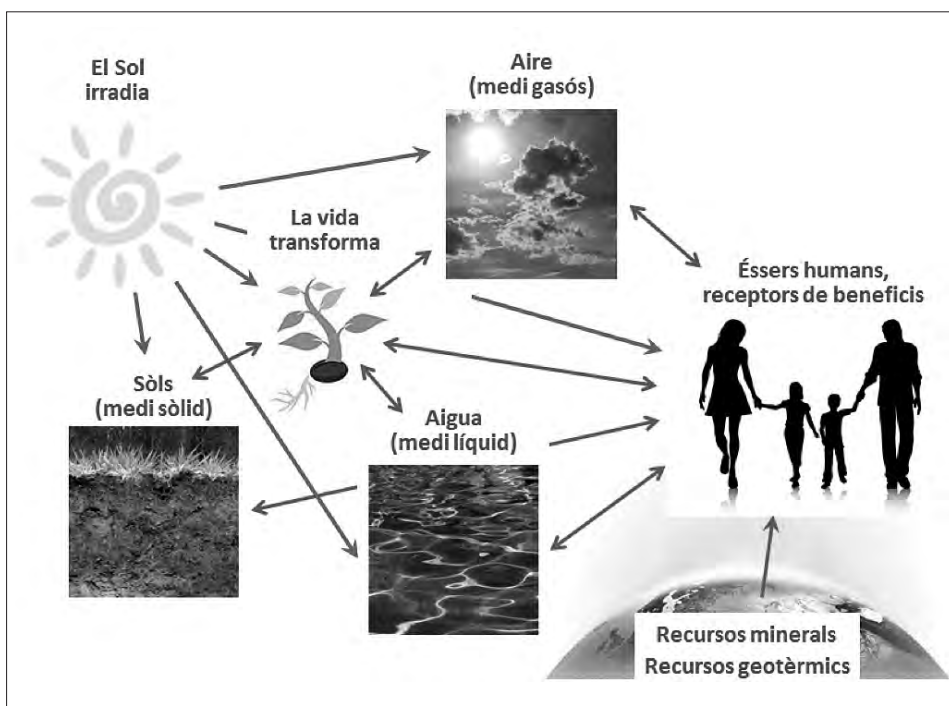 El Sol
irradia
Aire
(medi gasós)
La vida
transforma
Éssers humans,
receptors de beneficis
Sòls
(medi sòlid)
Aigua
(medi líquid)
Recursos minerals
Recursos geotèrmics